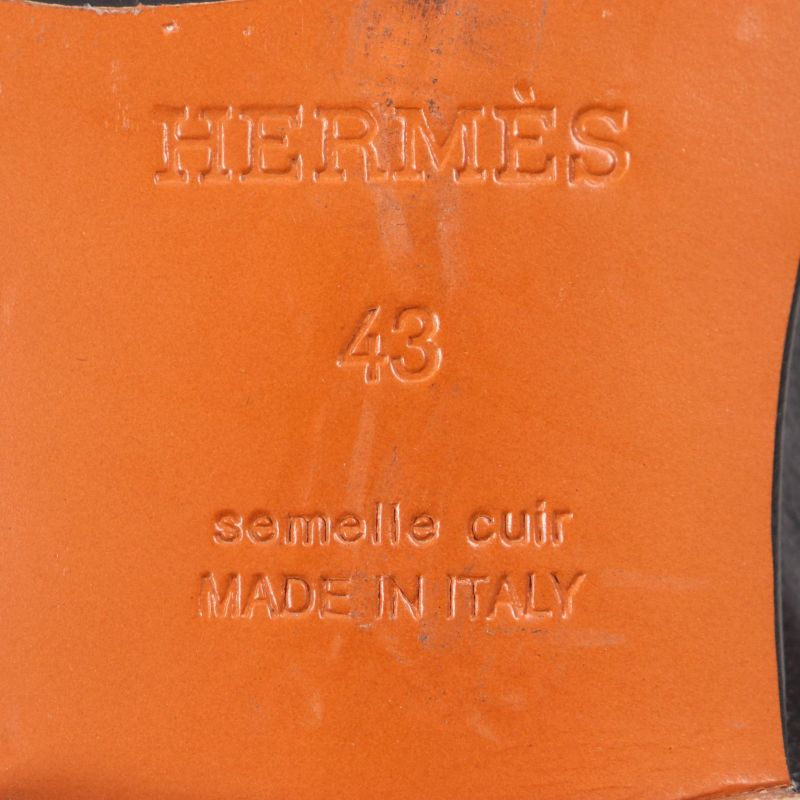 HERMÈS
43
semelle cuir
MADE IN ITALY